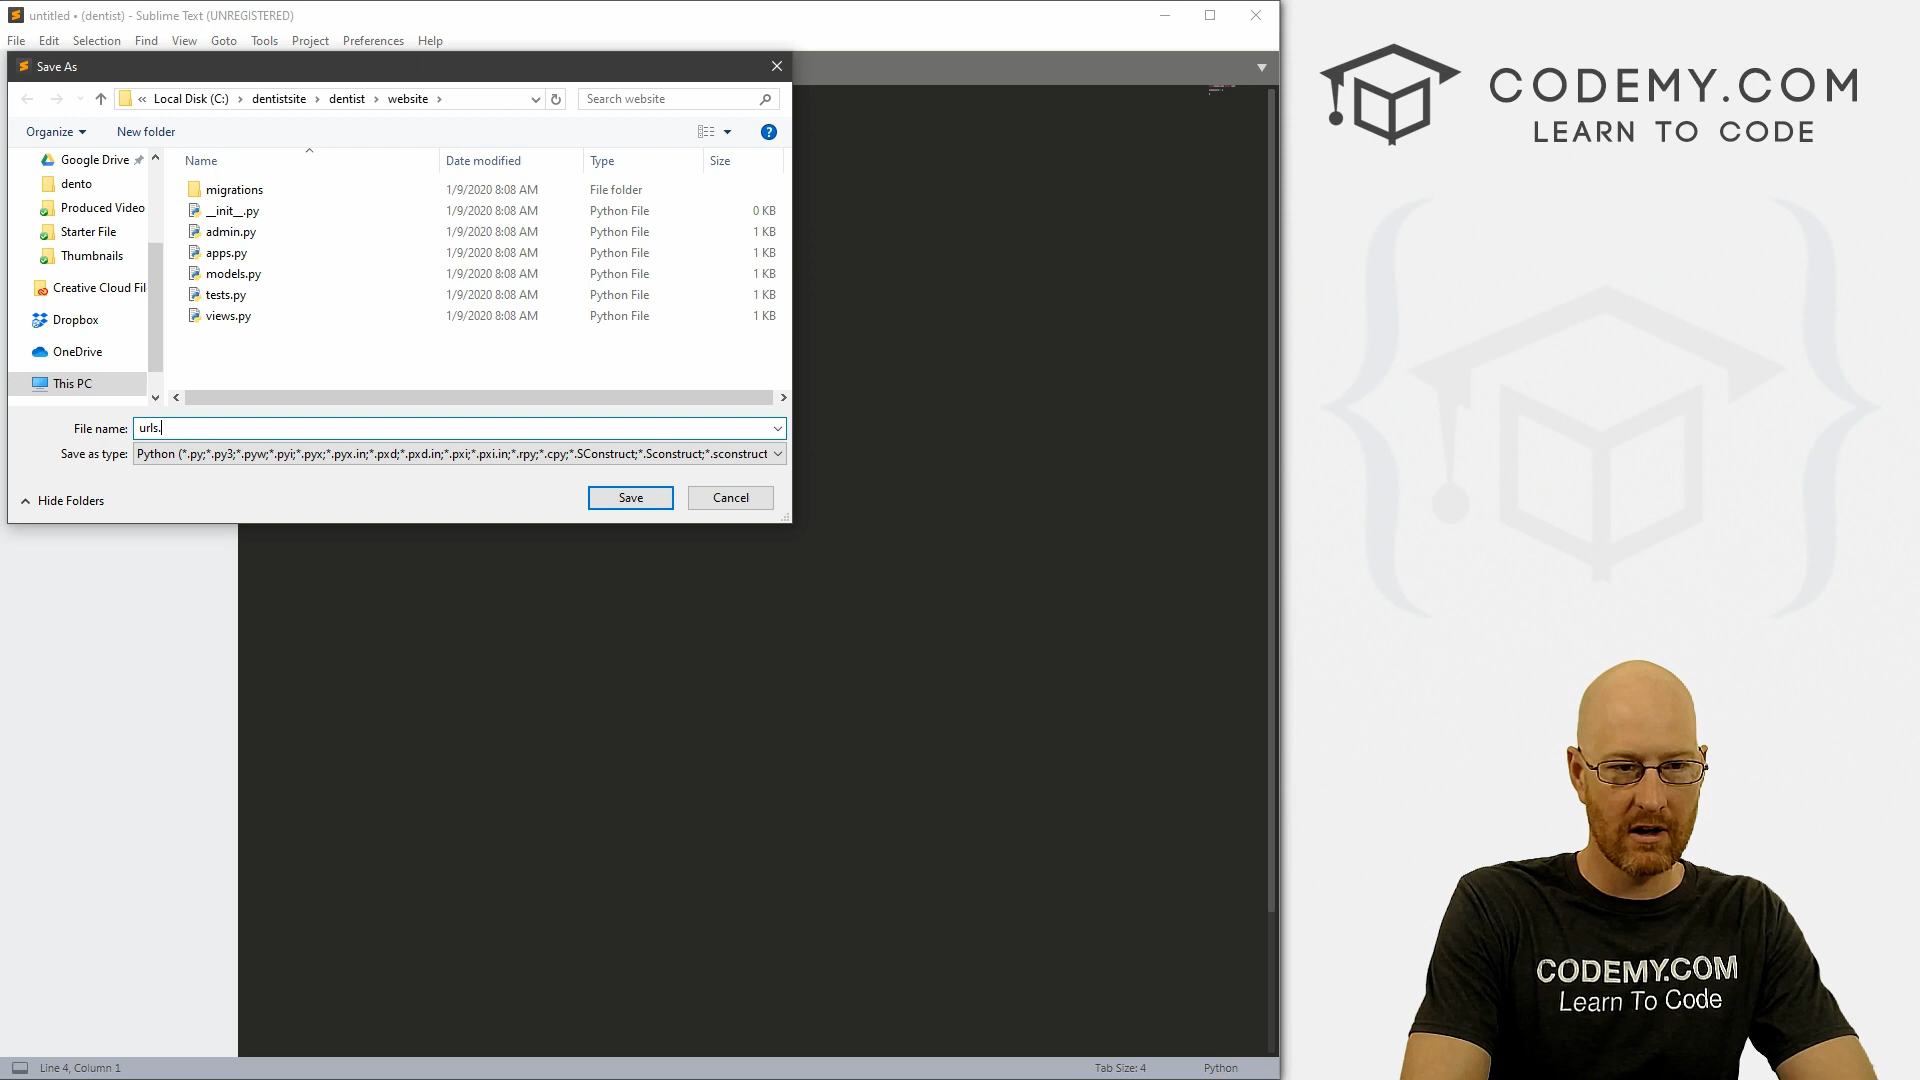 untitled • (dentist) - Sublime Text (UNREGISTERED)
File Edit Selection Find View Goto Tools Project Preferences Help
Save As
« Local Disk (C:) › dentistsite › dentist › website ›
Search website
Organize
New folder
?
Google Drive
dento
Produced Video
Starter File
Thumbnails
Creative Cloud Fil
Dropbox
OneDrive
This PC
Name Date modified Type Size
migrations 1/9/2020 8:08 AM File folder
__init__.py 1/9/2020 8:08 AM Python File 0 KB
admin.py 1/9/2020 8:08 AM Python File 1 KB
apps.py 1/9/2020 8:08 AM Python File 1 KB
models.py 1/9/2020 8:08 AM Python File 1 KB
tests.py 1/9/2020 8:08 AM Python File 1 KB
views.py 1/9/2020 8:08 AM Python File 1 KB
File name: urls.
Save as type: Python (*.py;*.py3;*.pyw;*.pyi;*.pyx;*.pyx.in;*.pxd;*.pxd.in;*.pxi;*.pxi.in;*.rpy;*.cpy;*.SConstruct;*.Sconstruct;*.sconstruct
Hide Folders
Save
Cancel
Line 4, Column 1
Tab Size: 4
Python
CODEMY.COM
LEARN TO CODE
CODEMY.COM
Learn To Code